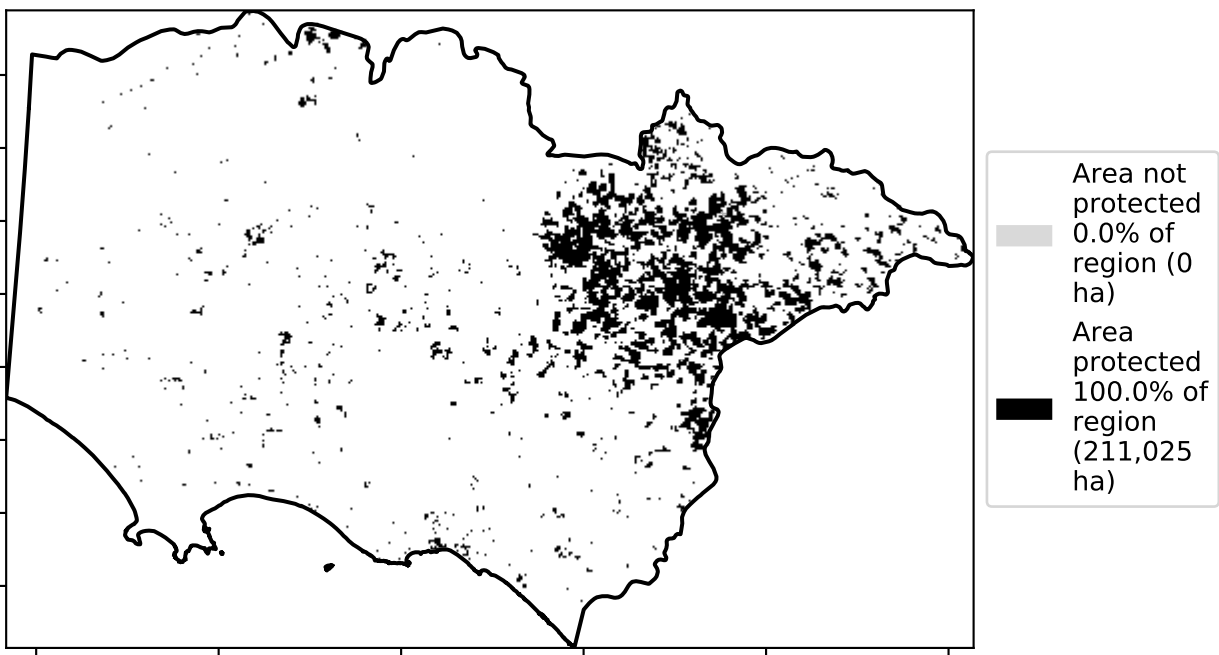 Area not
protected
0.0% of
region (0
ha)
Area
protected
100.0% of
region
(211,025
ha)